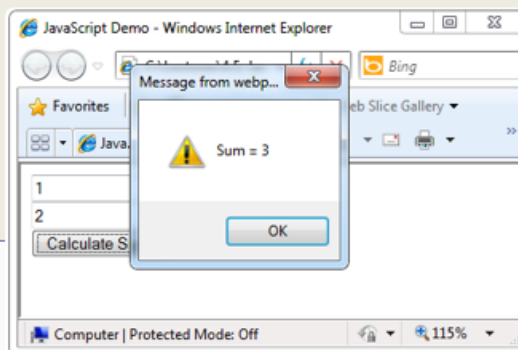 JavaScript Demo - Windows Internet Explorer
Bing
Message from webp...
Favorites
Slice Gallery
Java
Sum = 3
1
2
Calculate S
OK
Computer | Protected Mode: Off
115%